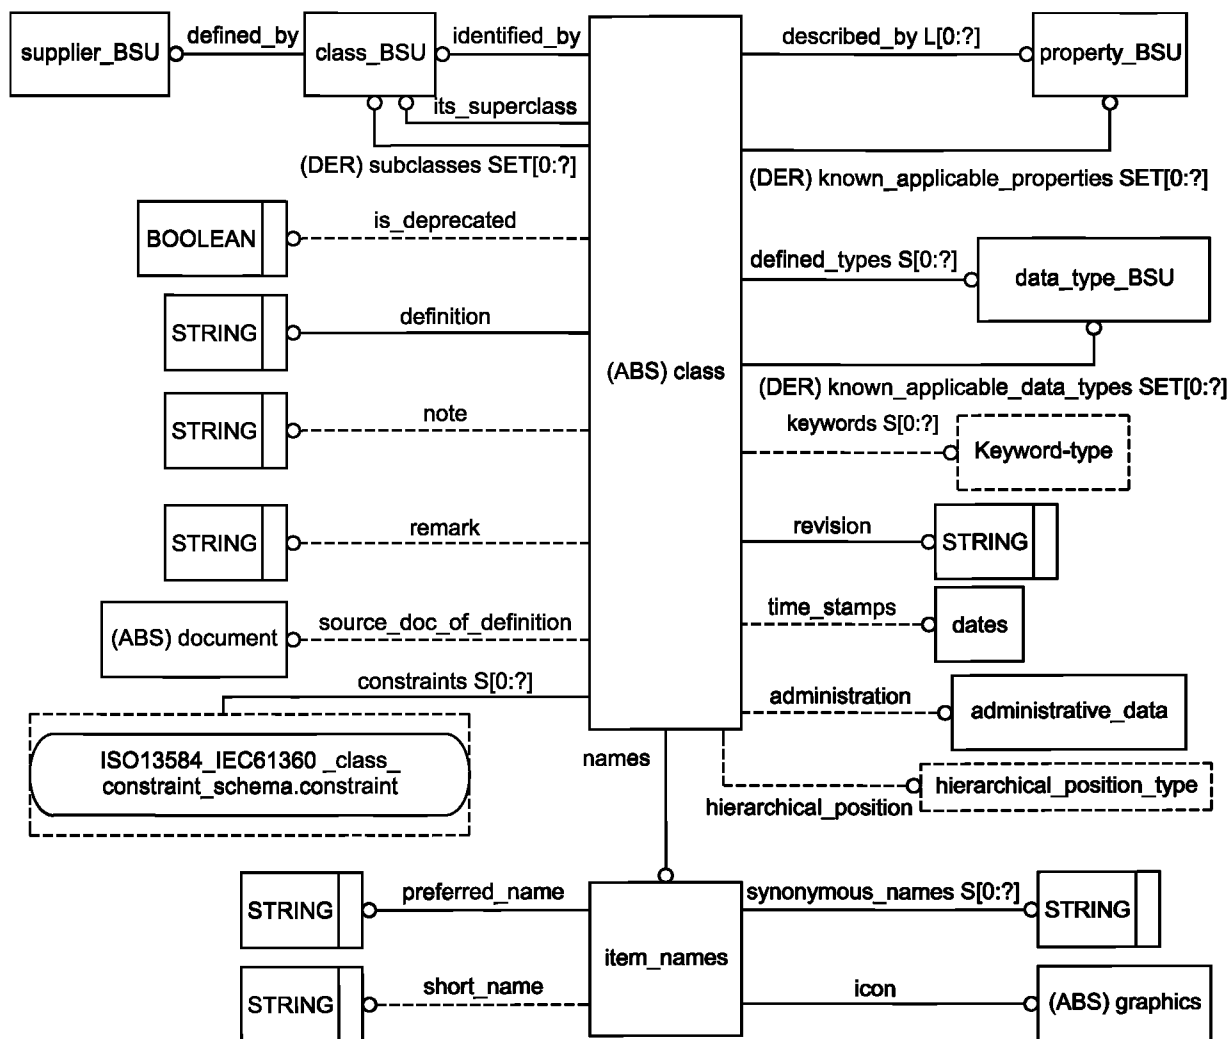 supplier_BSU
defined_by
class_BSU
identified_by
described_by L[0:?]
property_BSU
its_superclass
(DER) subclasses SET[0:?]
(DER) known_applicable_properties SET[0:?]
BOOLEAN
is_deprecated
defined_types S[0:?]
data_type_BSU
STRING
definition
(ABS) class
(DER) known_applicable_data_types SET[0:?]
STRING
note
keywords S[0:?]
Keyword-type
STRING
remark
revision
STRING
(ABS) document
source_doc_of_definition
time_stamps
dates
constraints S[0:?]
administration
administrative_data
ISO13584_IEC61360 _class_
constraint_schema.constraint
names
hierarchical_position
hierarchical_position_type
STRING
preferred_name
synonymous_names S[0:?]
STRING
item_names
STRING
short_name
icon
(ABS) graphics